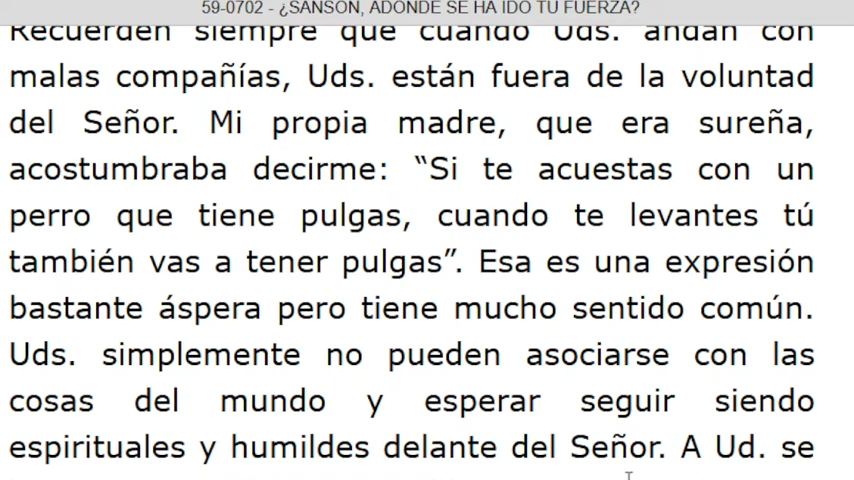 59-0702 - ¿SANSÓN, ADÓNDE SE HA IDO TU FUERZA?
Recuerden siempre que cuando Uds. andan con
malas compañías, Uds. están fuera de la voluntad
del Señor. Mi propia madre, que era sureña,
acostumbraba decirme: “Si te acuestas con un
perro que tiene pulgas, cuando te levantes tú
también vas a tener pulgas”. Esa es una expresión
bastante áspera pero tiene mucho sentido común.
Uds. simplemente no pueden asociarse con las
cosas del mundo y esperar seguir siendo
espirituales y humildes delante del Señor. A Ud. se